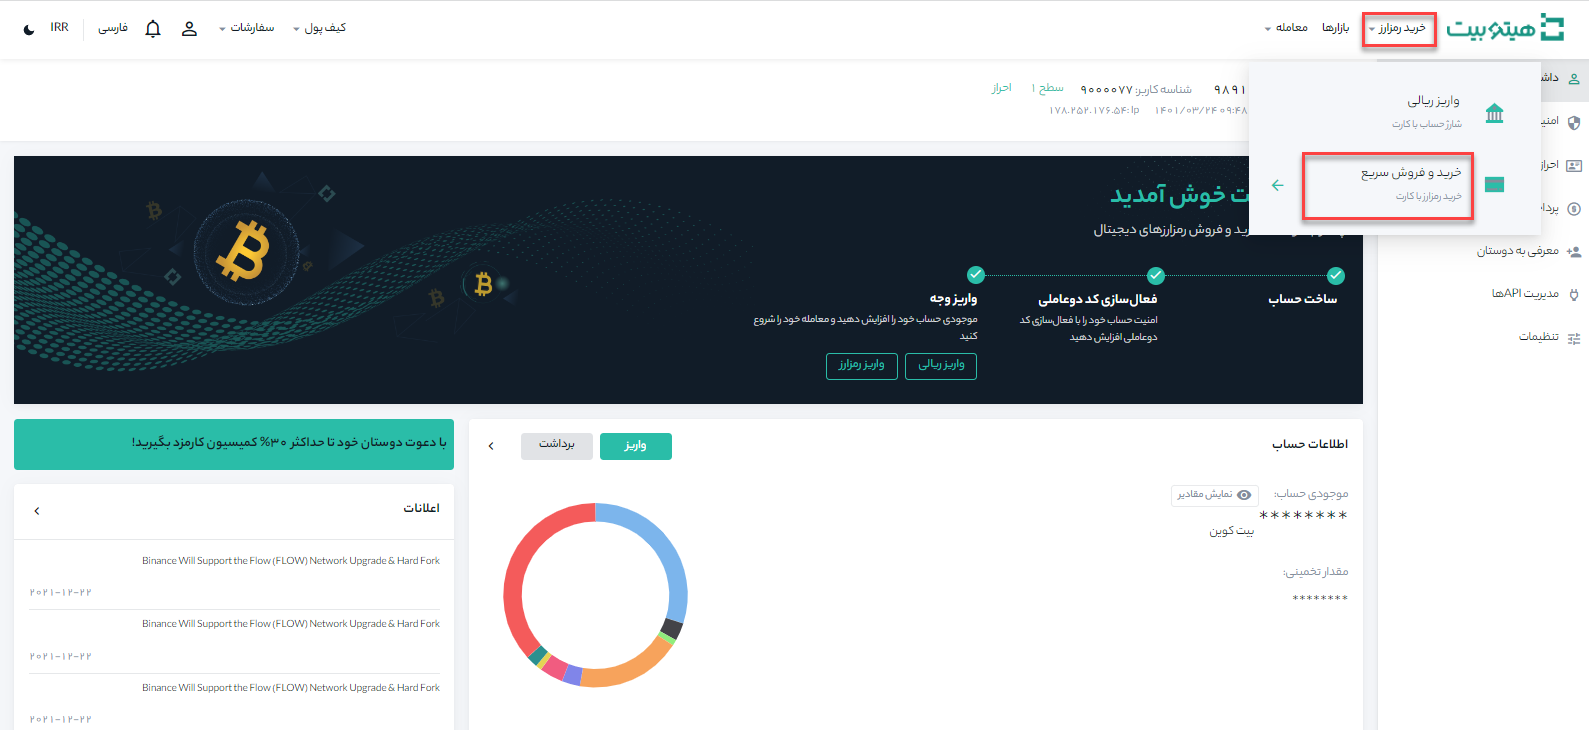 هیتوبیت
خرید رمزارز
بازارها
معامله
کیف پول
سفارشات
فارسی
IRR
واریز ریالی
شارژ حساب با کارت
خرید و فروش سریع
خرید رمزارز با کارت
۹۸۹۱
شناسه کاربر: ۹۰۰۰۰۷۷
سطح 1
احراز
۱۴۰۱/۰۳/۲۴ ۰۹:۴۸
Ip: ۱۷۸.۲۵۲.۱۷۶.۵۴
معرفی به دوستان
مدیریت APIها
تنظیمات
خوش آمدید
و فروش رمزارزهای دیجیتال
ساخت حساب
فعال‌سازی کد دوعاملی
امنیت حساب خود را با فعال‌سازی کد
دوعاملی افزایش دهید
واریز وجه
موجودی حساب خود را افزایش دهید و معامله خود را شروع
کنید
واریز ریالی
واریز رمزارز
اطلاعات حساب
واریز
برداشت
موجودی حساب:
نمایش مقادیر
********
بیت کوین
مقدار تخمینی:
********
با دعوت دوستان خود تا حداکثر ۳۰% کمیسیون کارمزد بگیرید!
اعلانات
Binance Will Support the Flow (FLOW) Network Upgrade & Hard Fork
۲۰۲۱-۱۲-۲۲
Binance Will Support the Flow (FLOW) Network Upgrade & Hard Fork
۲۰۲۱-۱۲-۲۲
Binance Will Support the Flow (FLOW) Network Upgrade & Hard Fork
۲۰۲۱-۱۲-۲۲